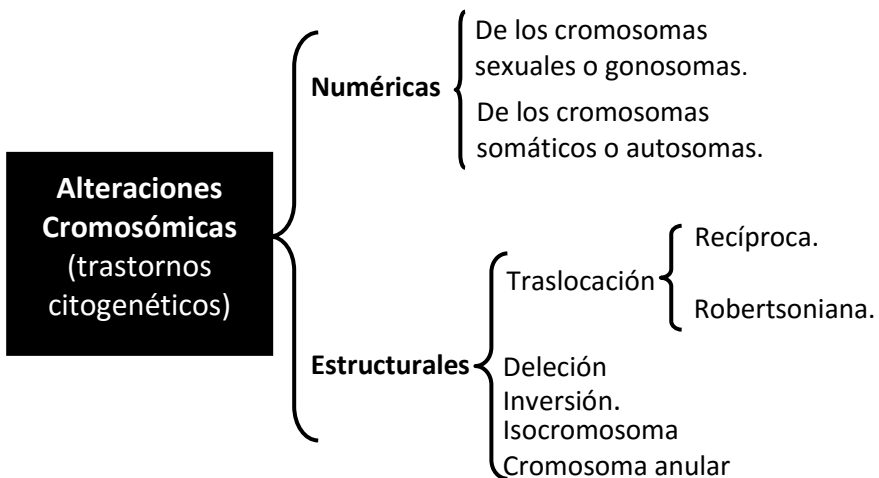 Alteraciones
Cromosómicas
(trastornos
citogenéticos)
Numéricas
De los cromosomas
sexuales o gonosomas.
De los cromosomas
somáticos o autosomas.
Estructurales
Traslocación
Recíproca.
Robertsoniana.
Deleción
Inversión.
Isocromosoma
Cromosoma anular